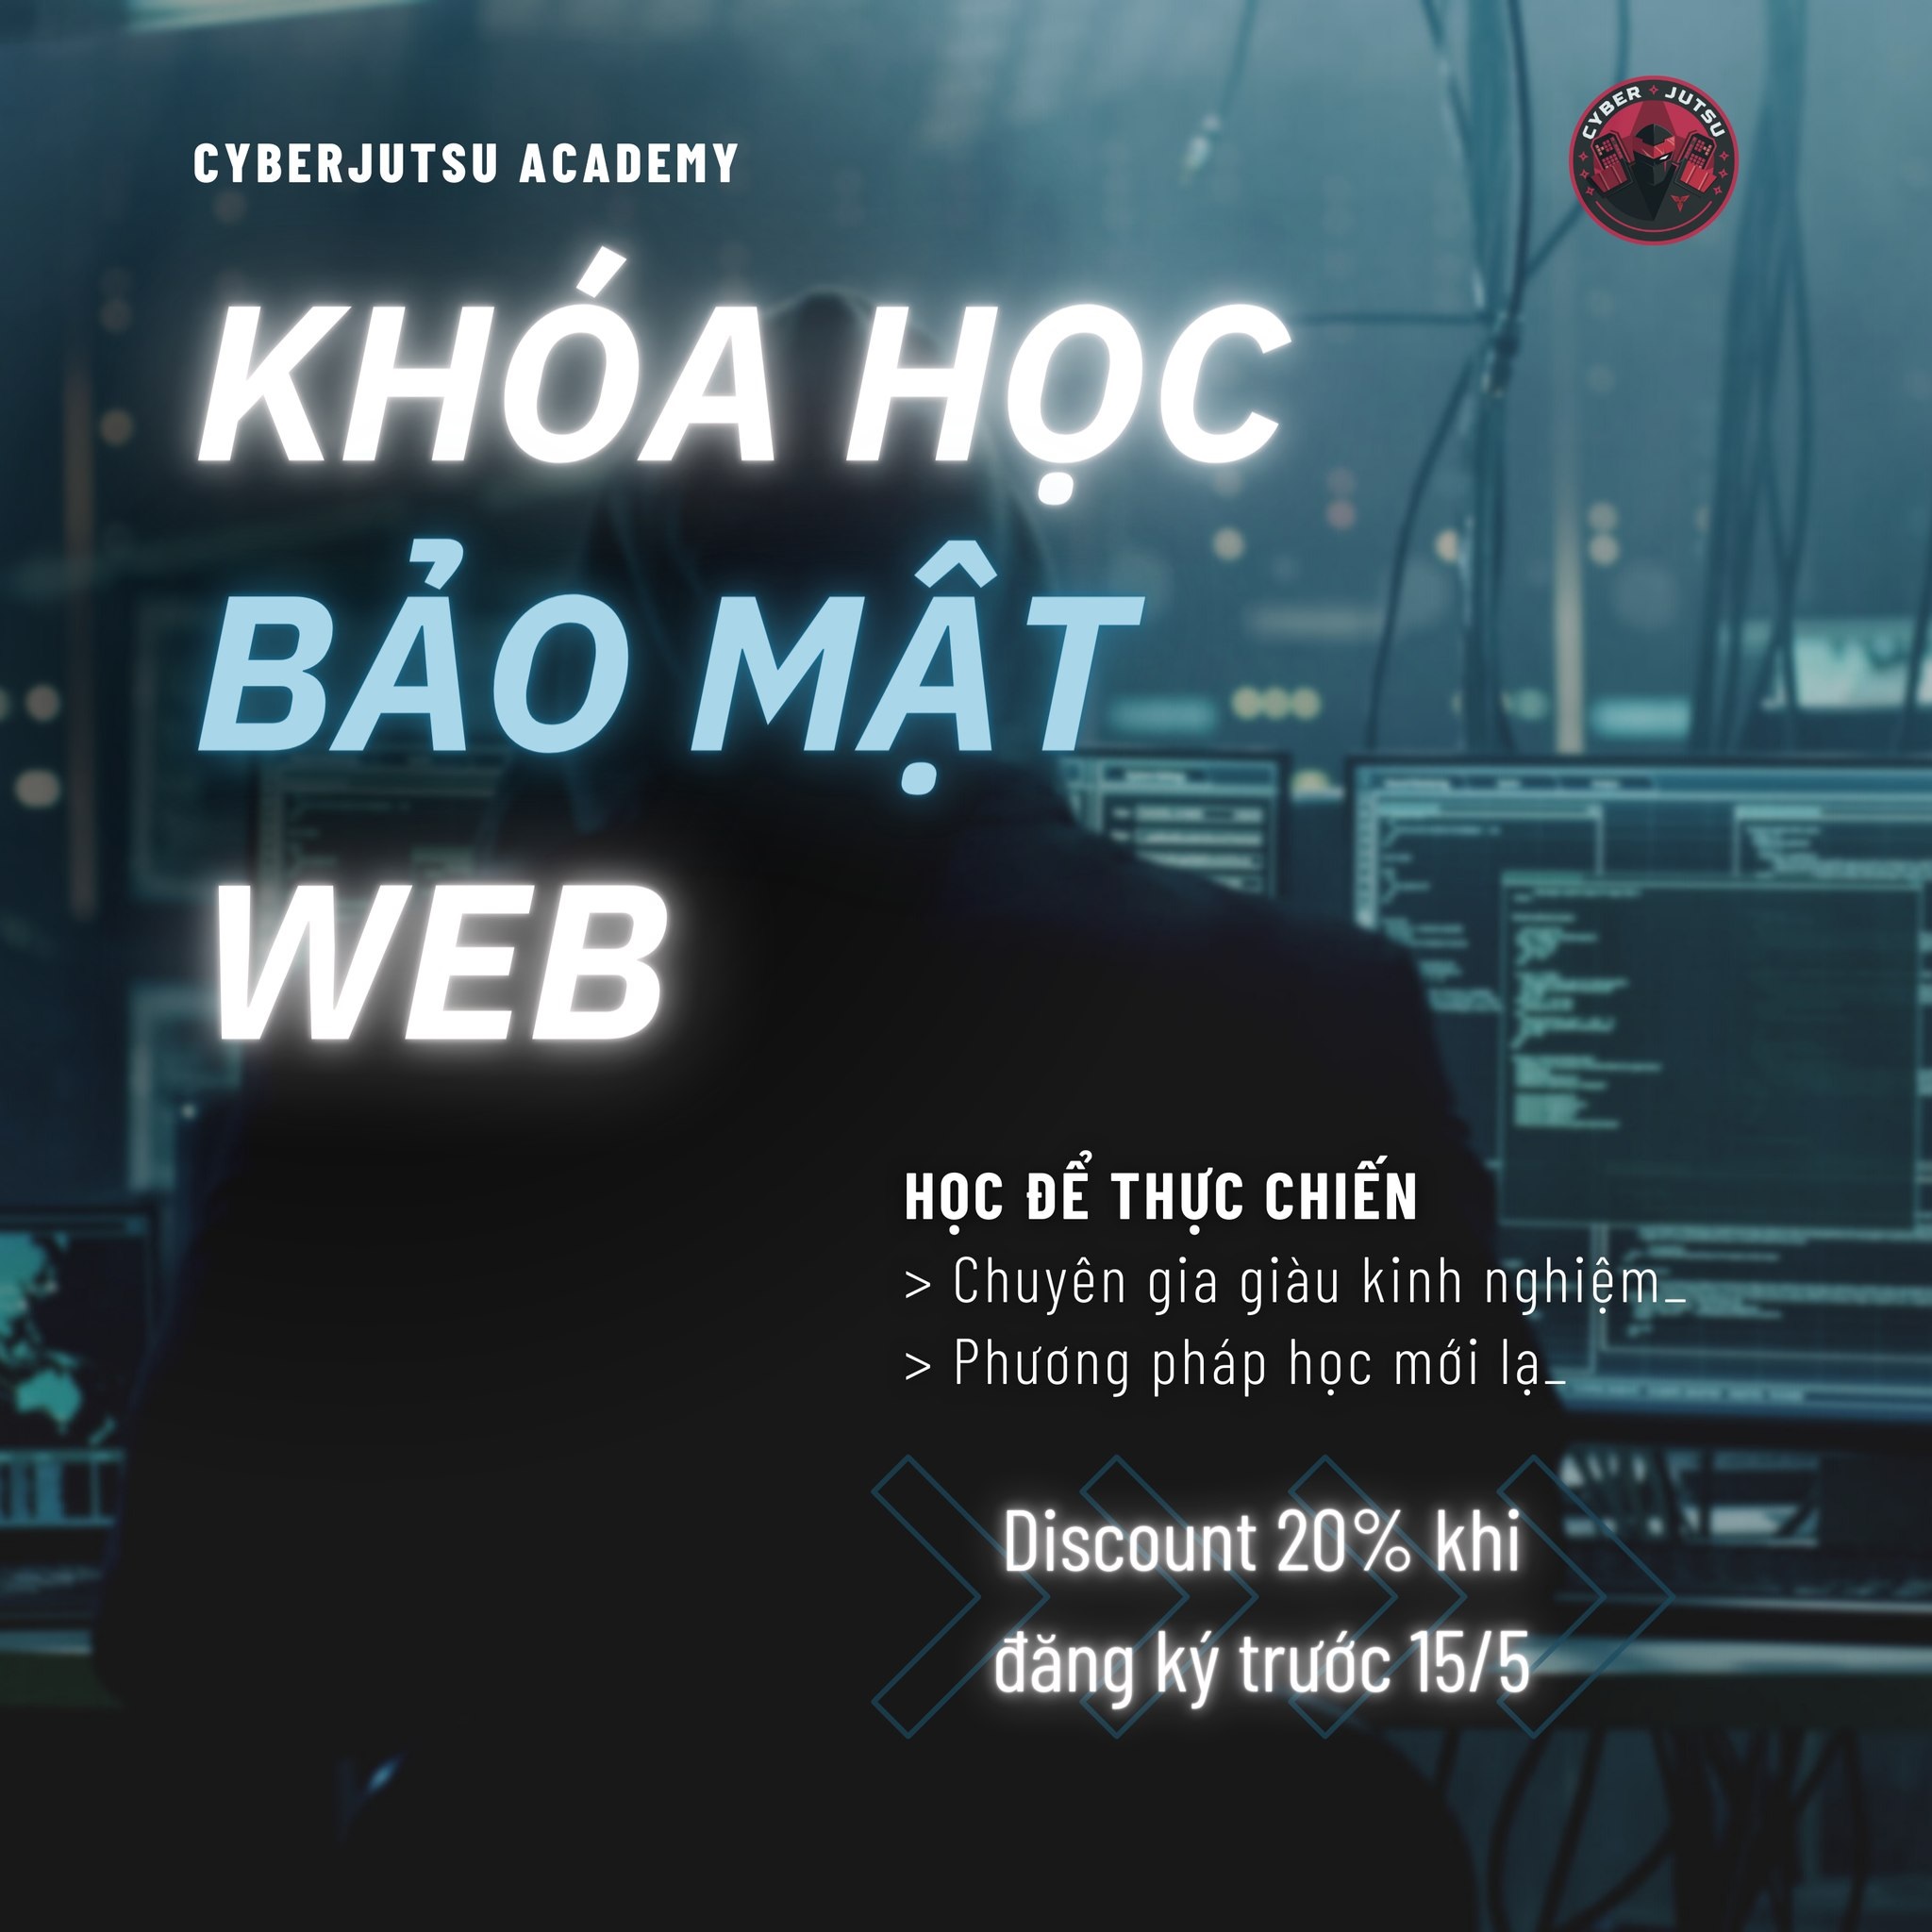 CYBERJUTSU ACADEMY
CYBER JUTSU
KHÓA HỌC
BẢO MẬT
WEB
HỌC ĐỂ THỰC CHIẾN
> Chuyên gia giàu kinh nghiệm_
> Phương pháp học mới lạ_
Discount 20% khi
đăng ký trước 15/5